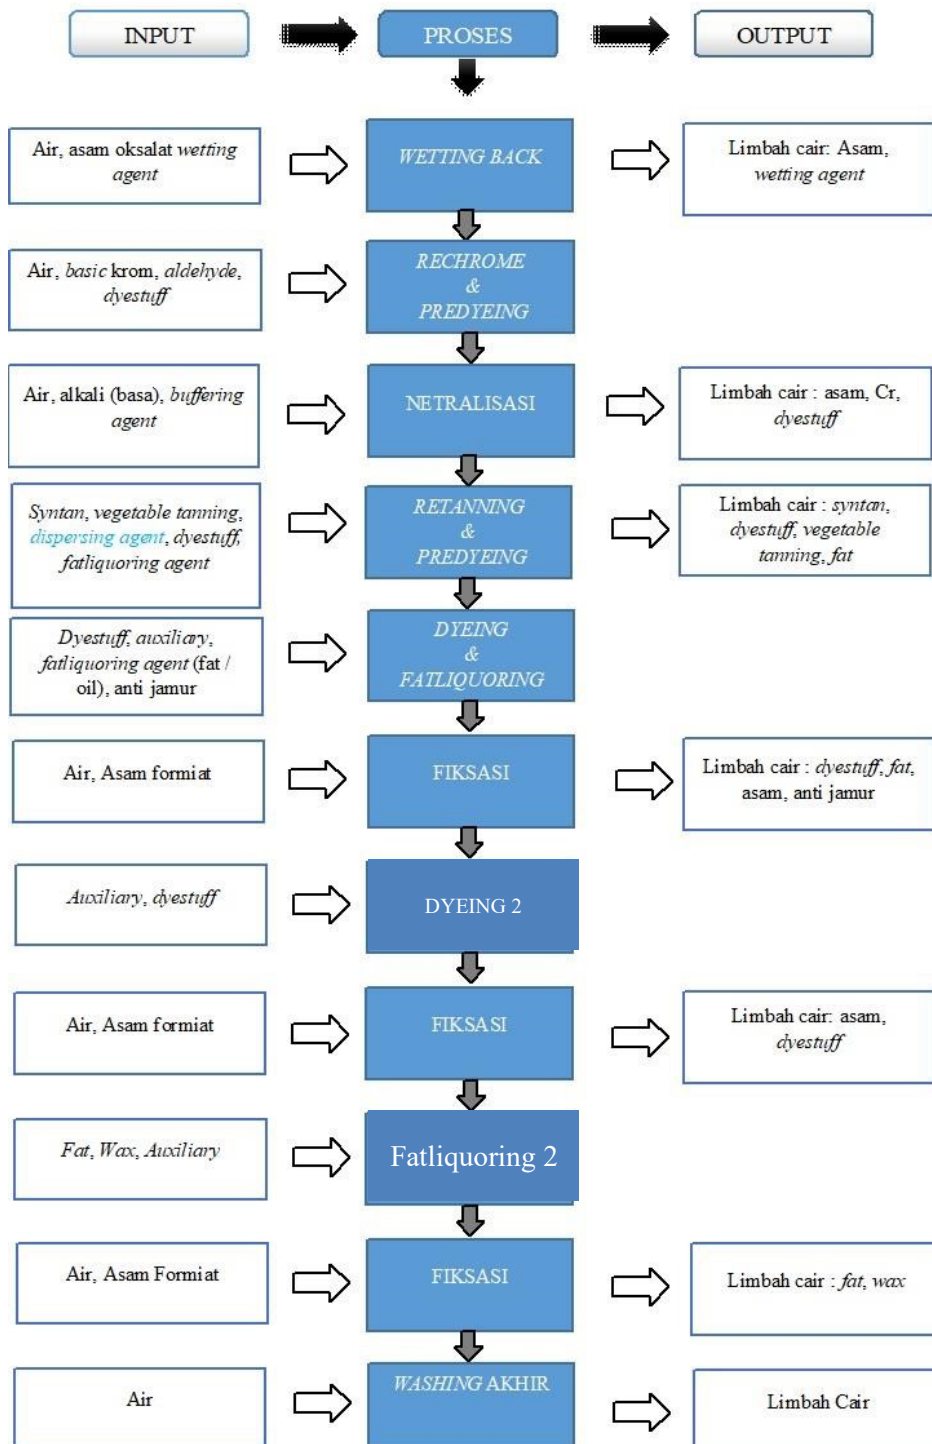 INPUT
PROSES
OUTPUT
Air, asam oksalat wetting
agent
WETTING BACK
Limbah cair: Asam,
wetting agent
Air, basic krom, aldehyde,
dyestuff
RECHROME
&
PREDYEING
Air, alkali (basa), buffering
agent
NETRALISASI
Limbah cair : asam, Cr,
dyestuff
Syntan, vegetable tanning,
dispersing agent, dyestuff,
fatliquoring agent
RETANNING
&
PREDYEING
Limbah cair : syntan,
dyestuff, vegetable
tanning, fat
Dyestuff, auxiliary,
fatliquoring agent (fat /
oil), anti jamur
DYEING
&
FATLIQUORING
Air, Asam formiat
FIKSASI
Limbah cair : dyestuff, fat,
asam, anti jamur
Auxiliary, dyestuff
DYEING 2
Air, Asam formiat
FIKSASI
Limbah cair: asam,
dyestuff
Fat, Wax, Auxiliary
Fatliquoring 2
Air, Asam Formiat
FIKSASI
Limbah cair : fat, wax
Air
WASHING AKHIR
Limbah Cair